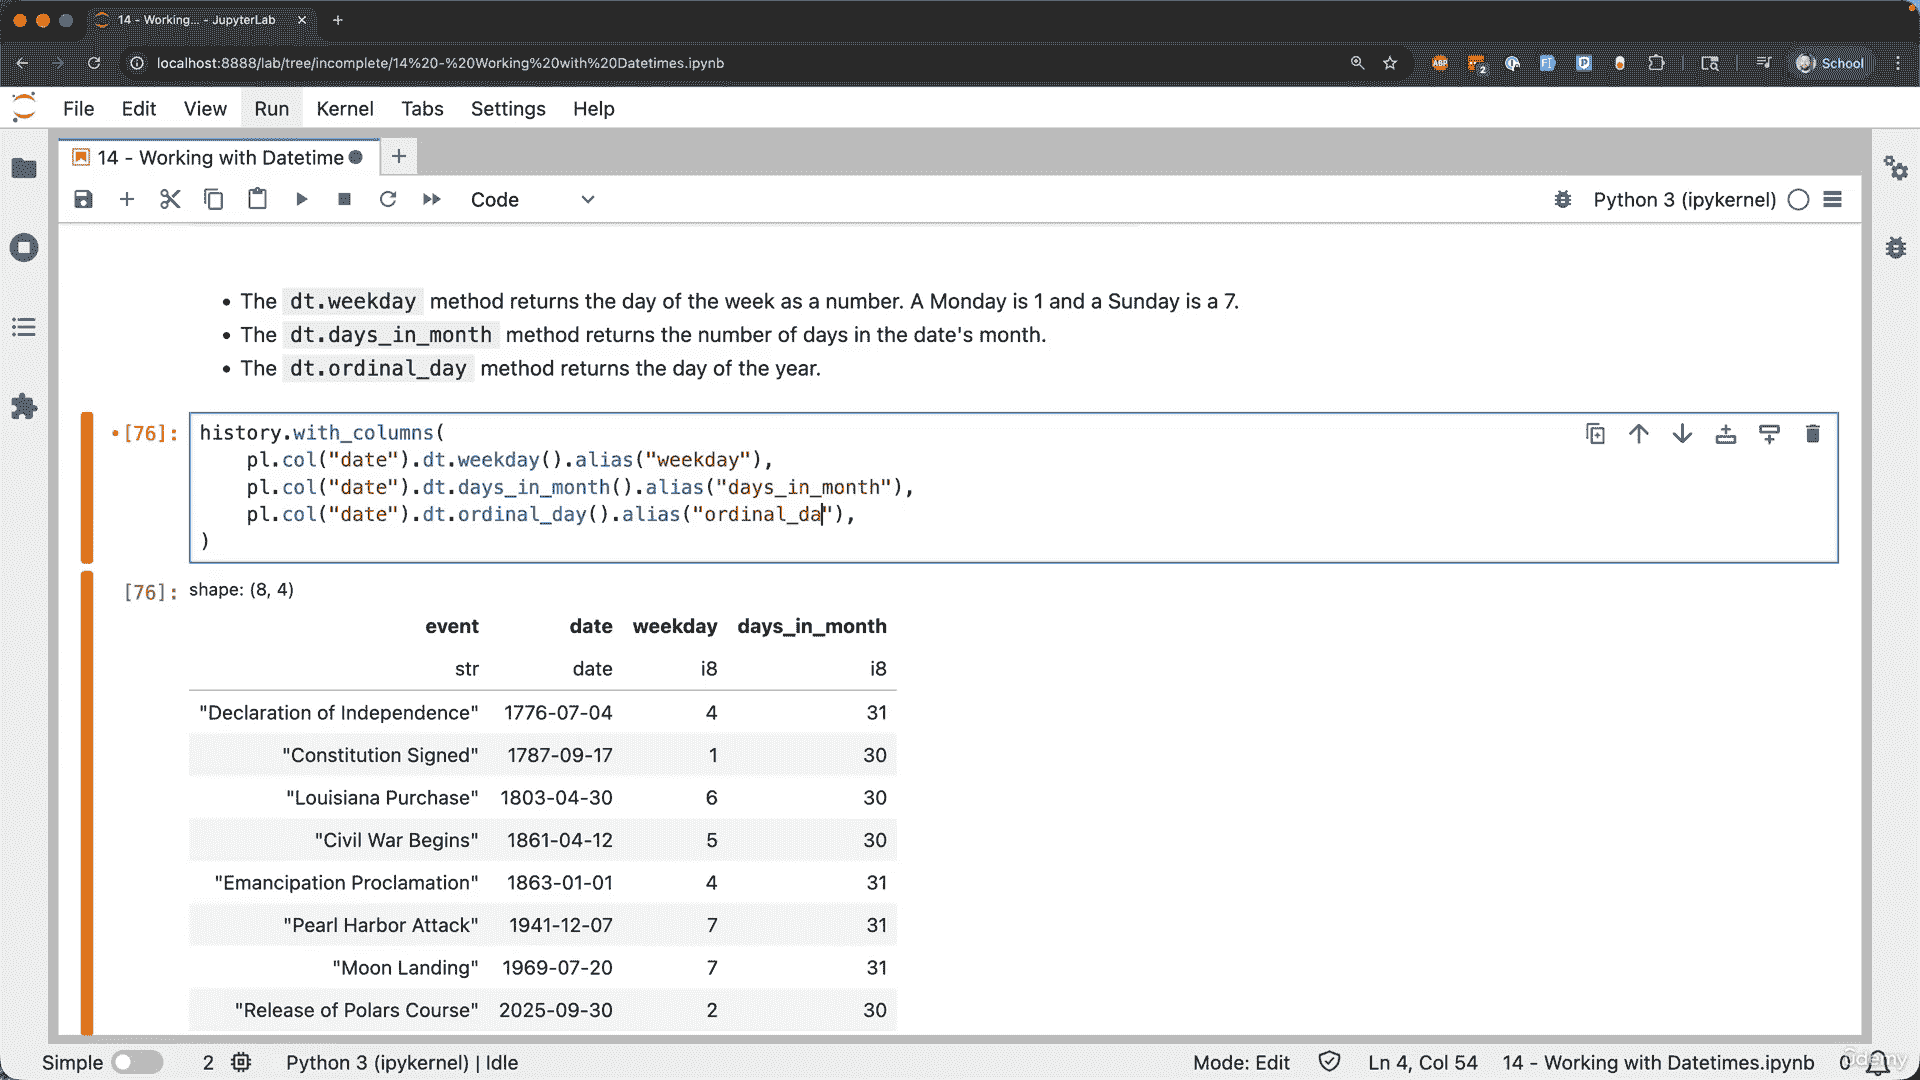 14 - Working... - JupyterLab
localhost:8888/lab/tree/incomplete/14%20-%20Working%20with%20Datetimes.ipynb
ABP
2
School
File Edit View Run Kernel Tabs Settings Help
14 - Working with Datetime
Code
Python 3 (ipykernel)
• The dt.weekday method returns the day of the week as a number. A Monday is 1 and a Sunday is a 7.
• The dt.days_in_month method returns the number of days in the date's month.
• The dt.ordinal_day method returns the day of the year.
[76]:
history.with_columns(
    pl.col("date").dt.weekday().alias("weekday"),
    pl.col("date").dt.days_in_month().alias("days_in_month"),
    pl.col("date").dt.ordinal_day().alias("ordinal_da"),
)
[76]: shape: (8, 4)
event date weekday days_in_month
str date i8 i8
"Declaration of Independence" 1776-07-04 4 31
"Constitution Signed" 1787-09-17 1 30
"Louisiana Purchase" 1803-04-30 6 30
"Civil War Begins" 1861-04-12 5 30
"Emancipation Proclamation" 1863-01-01 4 31
"Pearl Harbor Attack" 1941-12-07 7 31
"Moon Landing" 1969-07-20 7 31
"Release of Polars Course" 2025-09-30 2 30
Simple 2 Python 3 (ipykernel) | Idle Mode: Edit Ln 4, Col 54 14 - Working with Datetimes.ipynb 0
Udemy